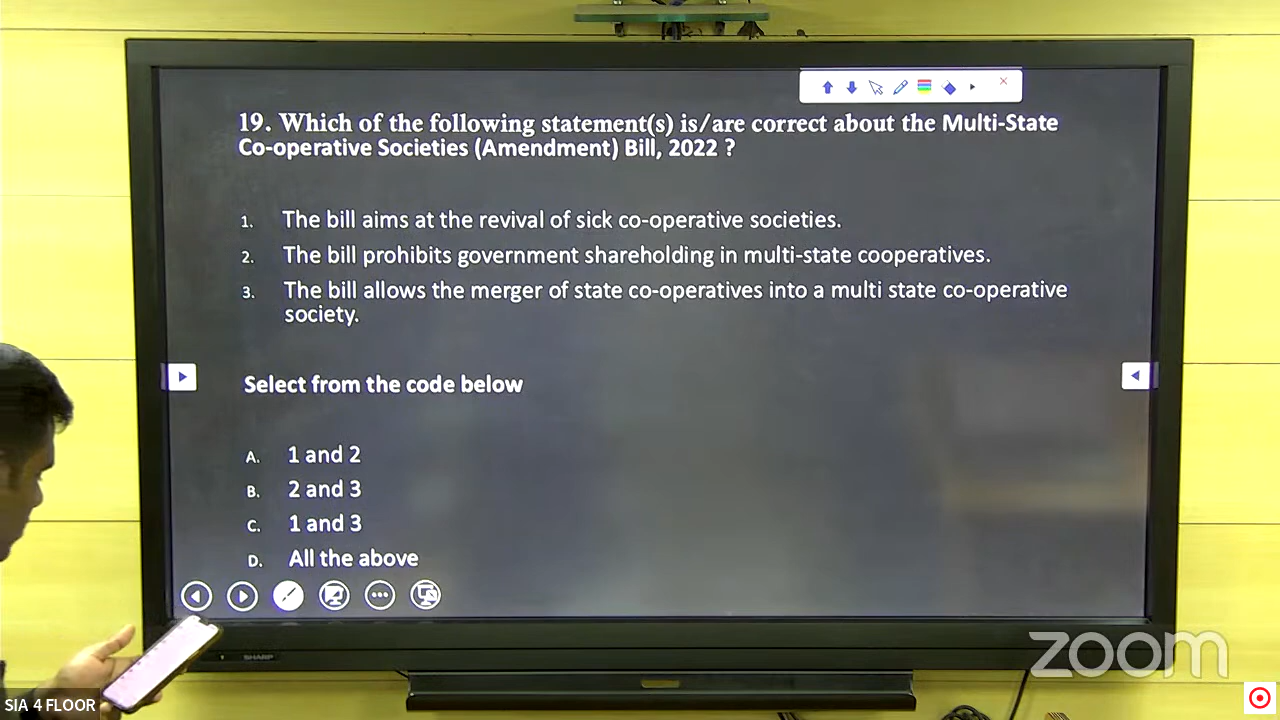 19. Which of the following statement(s) is/are correct about the Multi-State
Co-operative Societies (Amendment) Bill, 2022 ?
1. The bill aims at the revival of sick co-operative societies.
2. The bill prohibits government shareholding in multi-state cooperatives.
3. The bill allows the merger of state co-operatives into a multi state co-operative
society.
Select from the code below
A. 1 and 2
B. 2 and 3
C. 1 and 3
D. All the above
SHARP
zoom
SIA 4 FLOOR